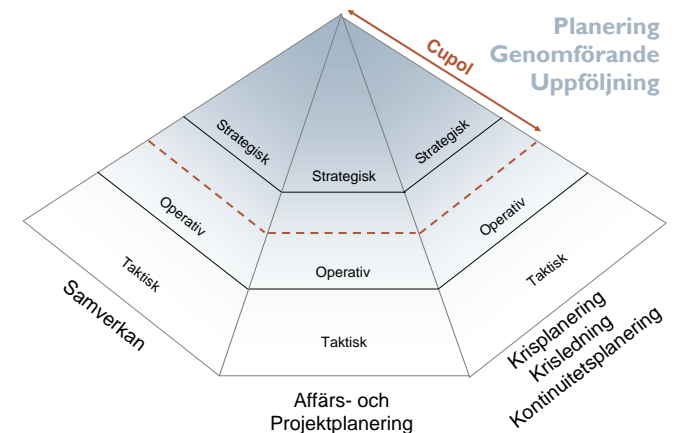 Planering
Genomförande
Uppföljning
Cupol
Strategisk
Strategisk
Strategisk
Operativ
Operativ
Operativ
Taktisk
Taktisk
Taktisk
Samverkan
Affärs- och
Projektplanering
Krisplanering
Krisledning
Kontinuitetsplanering